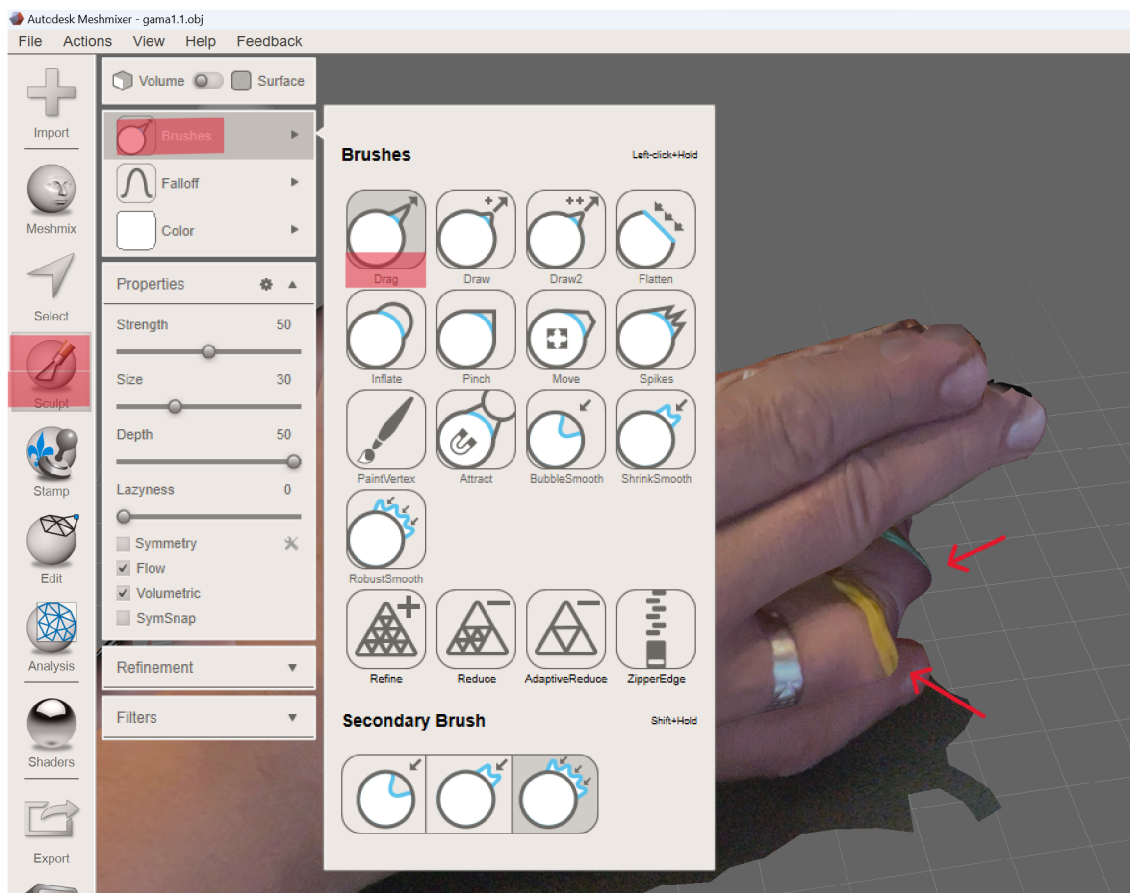 Autodesk Meshmixer - gama1.1.obj
File Actions View Help Feedback
Import
Meshmix
Select
Sculpt
Stamp
Edit
Analysis
Shaders
Export
Volume Surface
Brushes
Falloff
Color
Properties
Strength 50
Size 30
Depth 50
Lazyness 0
Symmetry
Flow
Volumetric
SymSnap
Refinement
Filters
Brushes Left-click+Hold
Drag Draw Draw2 Flatten
Inflate Pinch Move Spikes
PaintVertex Attract BubbleSmooth ShrinkSmooth
RobustSmooth
Refine Reduce AdaptiveReduce ZipperEdge
Secondary Brush Shift+Hold